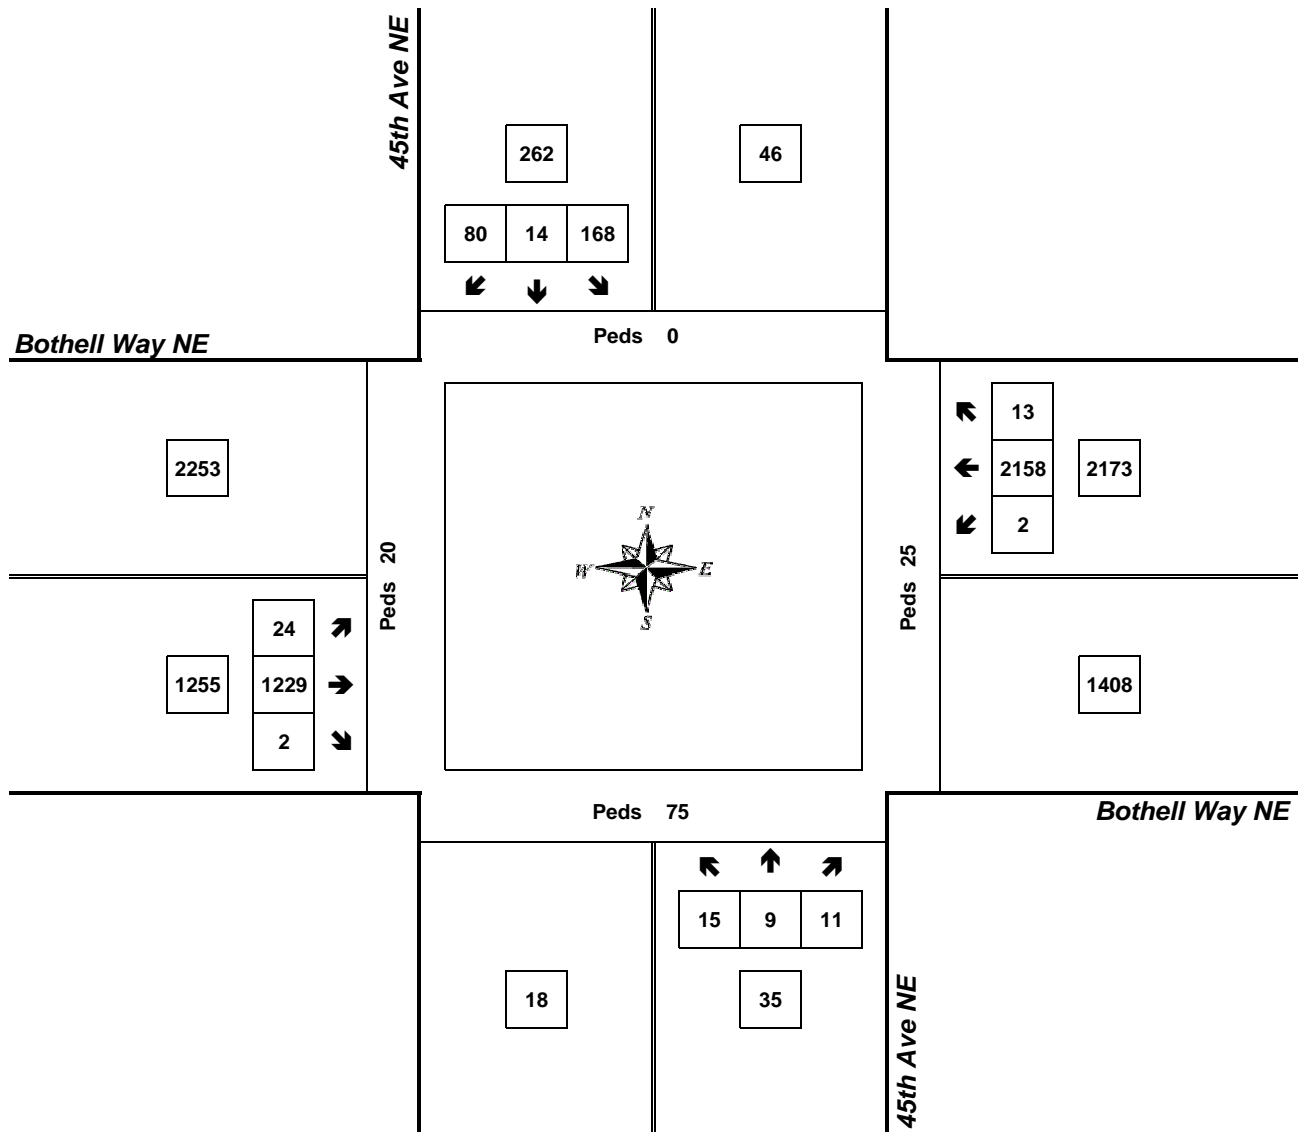 45th Ave NE
262
46
80 14 168
Peds 0
Bothell Way NE
13
2253
2158 2173
2
N
W E
S
Peds 20
Peds 25
24
1255 1229
1408
2
Peds 75
Bothell Way NE
15 9 11
18
35
45th Ave NE